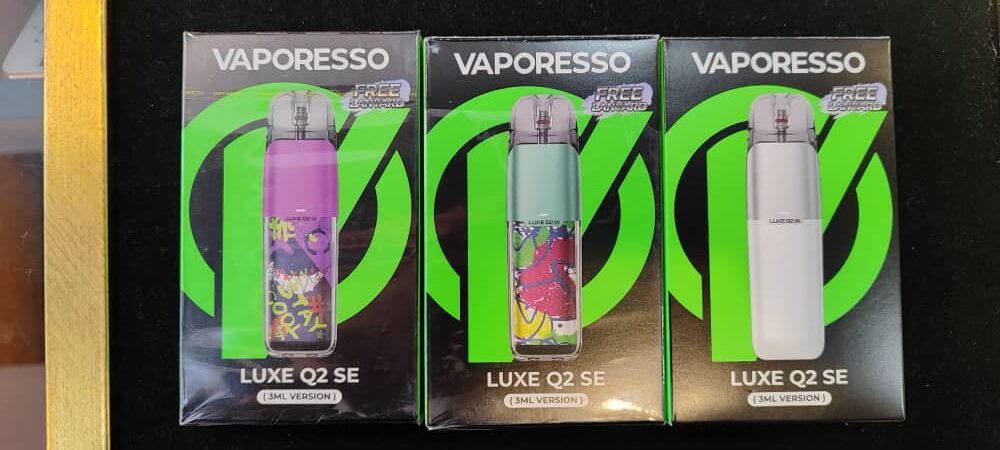 VAPORESSO
FREE
LANYARD
LUXE Q2 SE
LUXE Q2 SE
( 3ML VERSION )
VAPORESSO
FREE
LANYARD
LUXE Q2 SE
LUXE Q2 SE
( 3ML VERSION )
VAPORESSO
FREE
LANYARD
LUXE Q2 SE
LUXE Q2 SE
( 3ML VERSION )